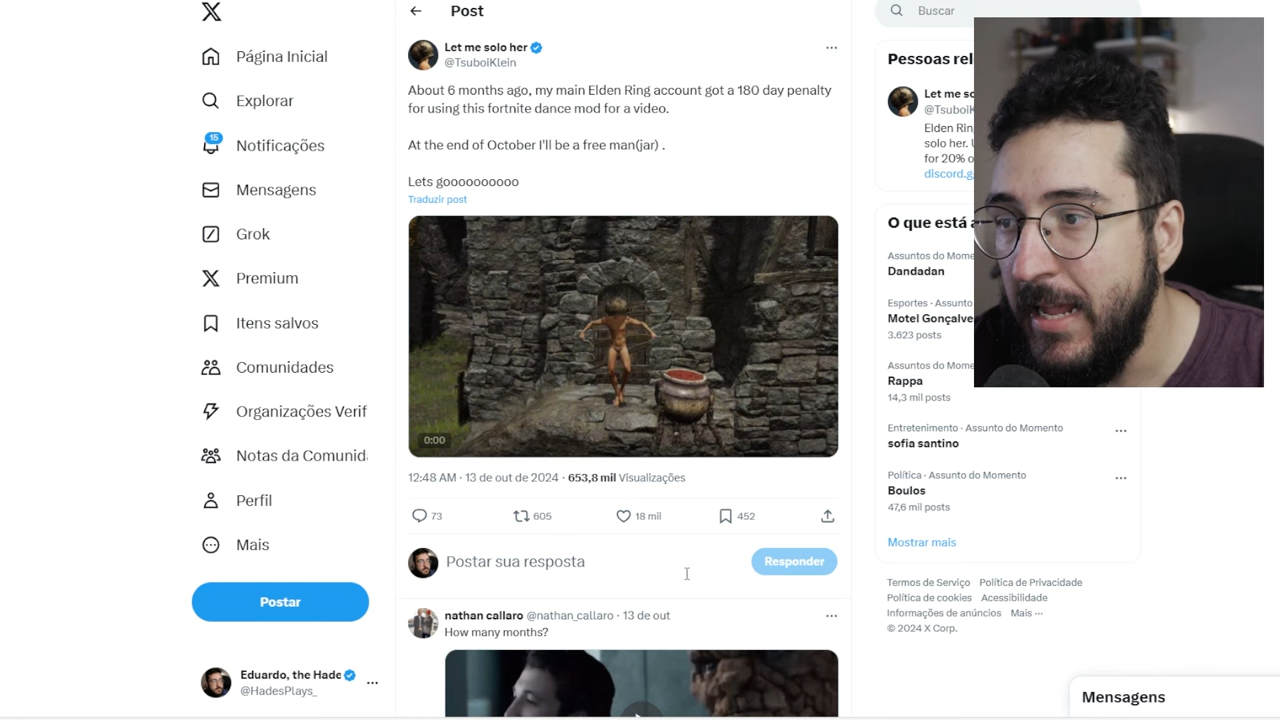 Página Inicial
Explorar
15
Notificações
Mensagens
Grok
Premium
Itens salvos
Comunidades
Organizações Verif
Notas da Comunid
Perfil
Mais
Postar
Eduardo, the Hade
@HadesPlays_
Post
Let me solo her
@TsuboiKlein
About 6 months ago, my main Elden Ring account got a 180 day penalty
for using this fortnite dance mod for a video.
At the end of October I'll be a free man(jar) .
Lets goooooooooo
Traduzir post
0:00
12:48 AM · 13 de out de 2024 · 653,8 mil Visualizações
73
605
18 mil
452
Postar sua resposta
Responder
nathan callaro @nathan_callaro · 13 de out
How many months?
Buscar
Pessoas rel
Let me so
@TsuboiK
Elden Rin
solo her. U
for 20% o
discord.g
O que está a
Assuntos do Mome
Dandadan
Esportes · Assunto
Motel Gonçalve
3.623 posts
Assuntos do Mome
Rappa
14,3 mil posts
Entretenimento · Assunto do Momento
sofia santino
Política · Assunto do Momento
Boulos
47,6 mil posts
Mostrar mais
Termos de Serviço Política de Privacidade
Política de cookies Acessibilidade
Informações de anúncios Mais ···
© 2024 X Corp.
Mensagens